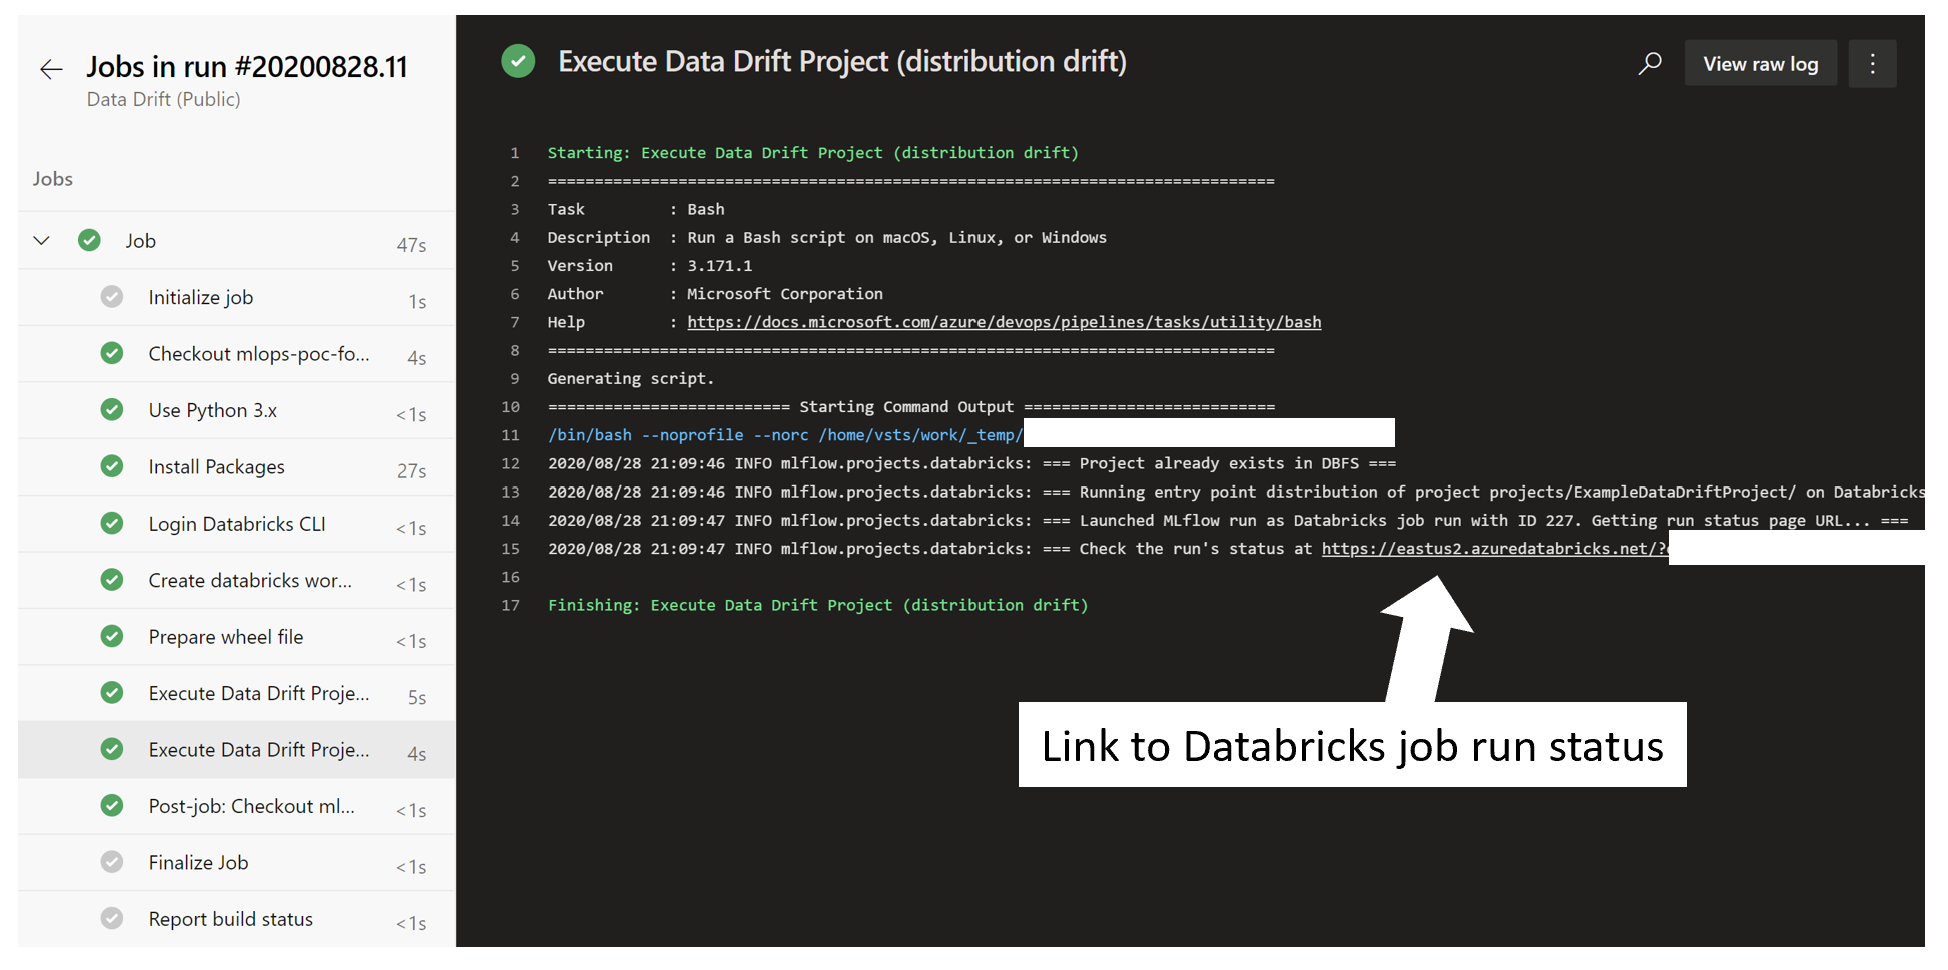 Jobs in run #20200828.11
Data Drift (Public)
Jobs
Job 47s
Initialize job 1s
Checkout mlops-poc-fo... 4s
Use Python 3.x <1s
Install Packages 27s
Login Databricks CLI <1s
Create databricks wor... <1s
Prepare wheel file <1s
Execute Data Drift Proje... 5s
Execute Data Drift Proje... 4s
Post-job: Checkout ml... <1s
Finalize Job <1s
Report build status <1s
Execute Data Drift Project (distribution drift)
View raw log
1 Starting: Execute Data Drift Project (distribution drift)
2 ==============================================================================
3 Task : Bash
4 Description : Run a Bash script on macOS, Linux, or Windows
5 Version : 3.171.1
6 Author : Microsoft Corporation
7 Help : https://docs.microsoft.com/azure/devops/pipelines/tasks/utility/bash
8 ==============================================================================
9 Generating script.
10 ========================== Starting Command Output ===========================
11 /bin/bash --noprofile --norc /home/vsts/work/_temp/
12 2020/08/28 21:09:46 INFO mlflow.projects.databricks: === Project already exists in DBFS ===
13 2020/08/28 21:09:46 INFO mlflow.projects.databricks: === Running entry point distribution of project projects/ExampleDataDriftProject/ on Databricks
14 2020/08/28 21:09:47 INFO mlflow.projects.databricks: === Launched MLflow run as Databricks job run with ID 227. Getting run status page URL... ===
15 2020/08/28 21:09:47 INFO mlflow.projects.databricks: === Check the run's status at https://eastus2.azuredatabricks.net/?
16
17 Finishing: Execute Data Drift Project (distribution drift)
Link to Databricks job run status